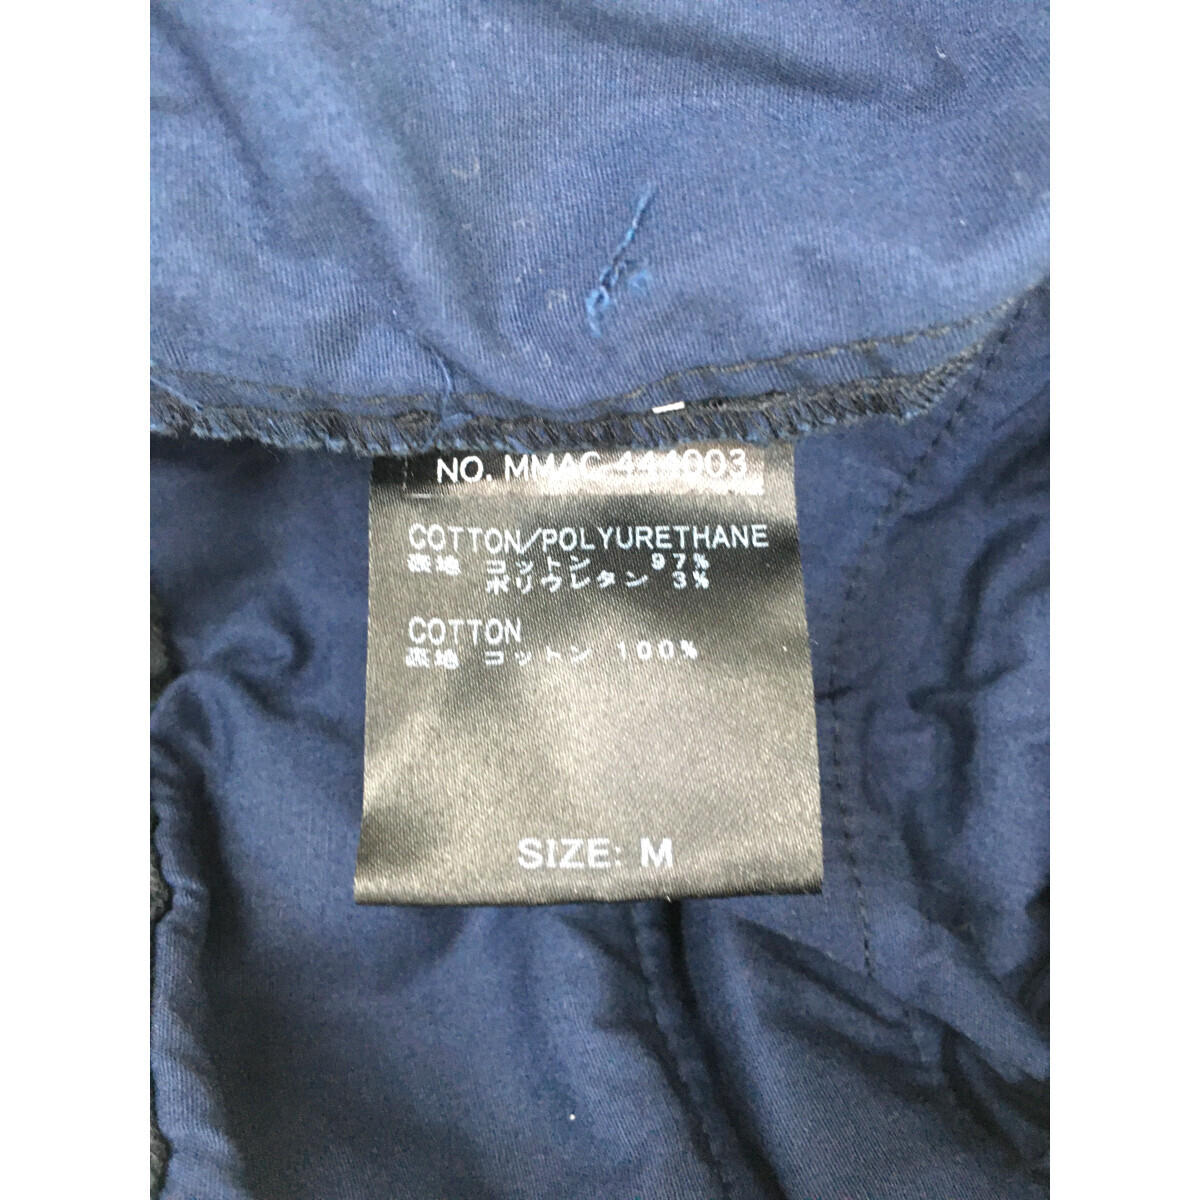 NO. MMAC-444003
COTTON/POLYURETHANE
表地 コットン 97%
ポリウレタン 3%
COTTON
表地 コットン 100%
SIZE: M